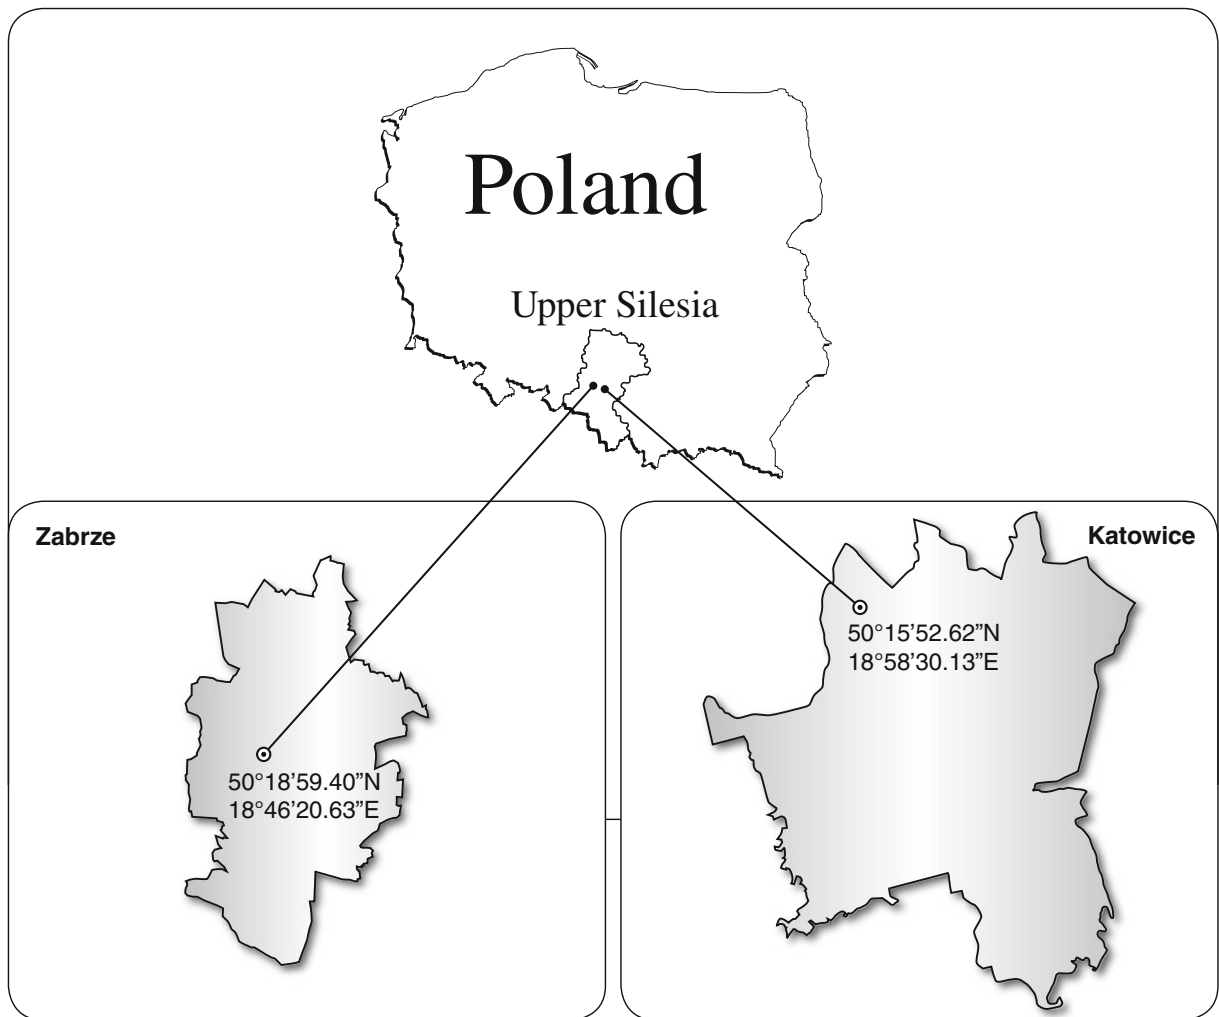 Poland
Upper Silesia
Zabrze
50°18’59.40”N
18°46’20.63”E
Katowice
50°15’52.62”N
18°58’30.13”E